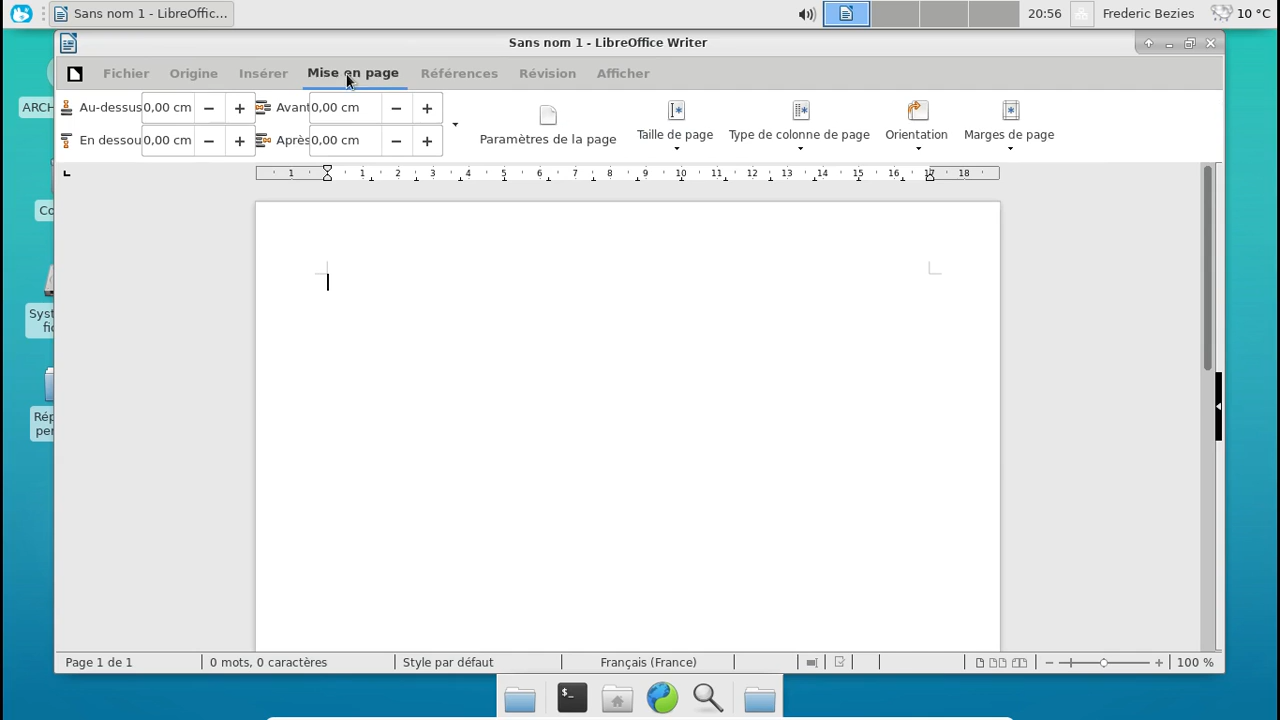 Sans nom 1 - LibreOffic...
20:56
Frederic Bezies
10 °C
Sans nom 1 - LibreOffice Writer
Fichier
Origine
Insérer
Mise en page
Références
Révision
Afficher
ARCH
Au-dessus 0,00 cm
Avant 0,00 cm
En dessou 0,00 cm
Après 0,00 cm
Paramètres de la page
Taille de page
Type de colonne de page
Orientation
Marges de page
1 1 2 3 4 5 6 7 8 9 10 11 12 13 14 15 16 17 18
Co
Syst
fic
Rép
per
Page 1 de 1
0 mots, 0 caractères
Style par défaut
Français (France)
100 %